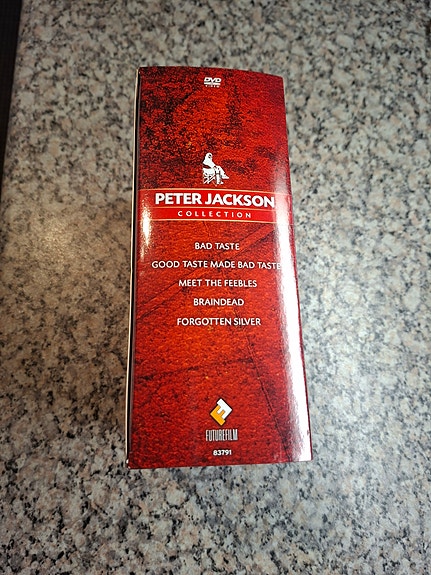 DVD
VIDEO
PETER JACKSON
COLLECTION
BAD TASTE
GOOD TASTE MADE BAD TASTE
MEET THE FEEBLES
BRAINDEAD
FORGOTTEN SILVER
FUTUREFILM
83791